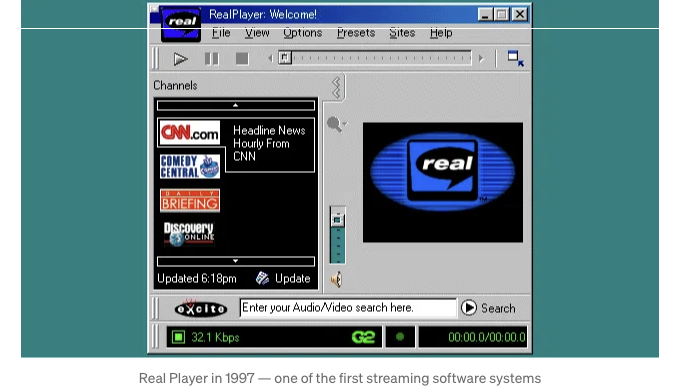 RealPlayer: Welcome!
real
File View Options Presets Sites Help
Channels
CNN.com
Headline News
Hourly From
CNN
COMEDY
CENTRAL
DAILY
BRIEFING
Discovery
ONLINE
real
Updated 6:18pm Update
excite Enter your Audio/Video search here. Search
32.1 Kbps G2 00:00.0/00:00.0
Real Player in 1997 — one of the first streaming software systems